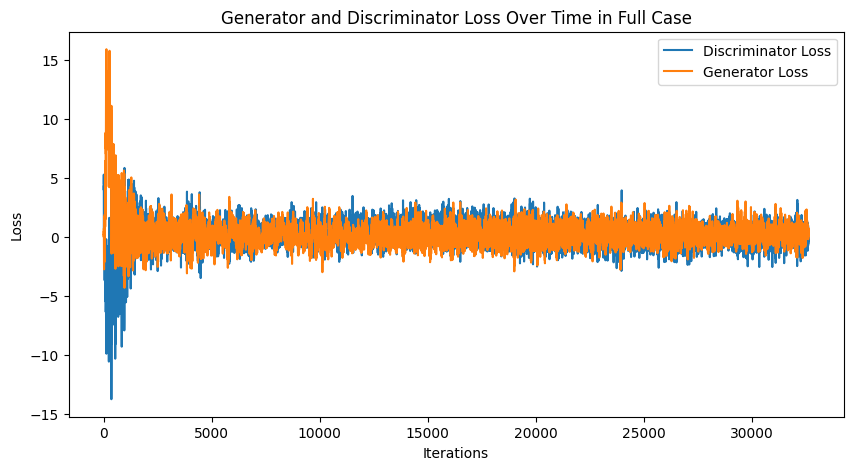 Generator and Discriminator Loss Over Time in Full Case
Discriminator Loss
Generator Loss
15
10
5
0
−5
−10
−15
Loss
0 5000 10000 15000 20000 25000 30000
Iterations